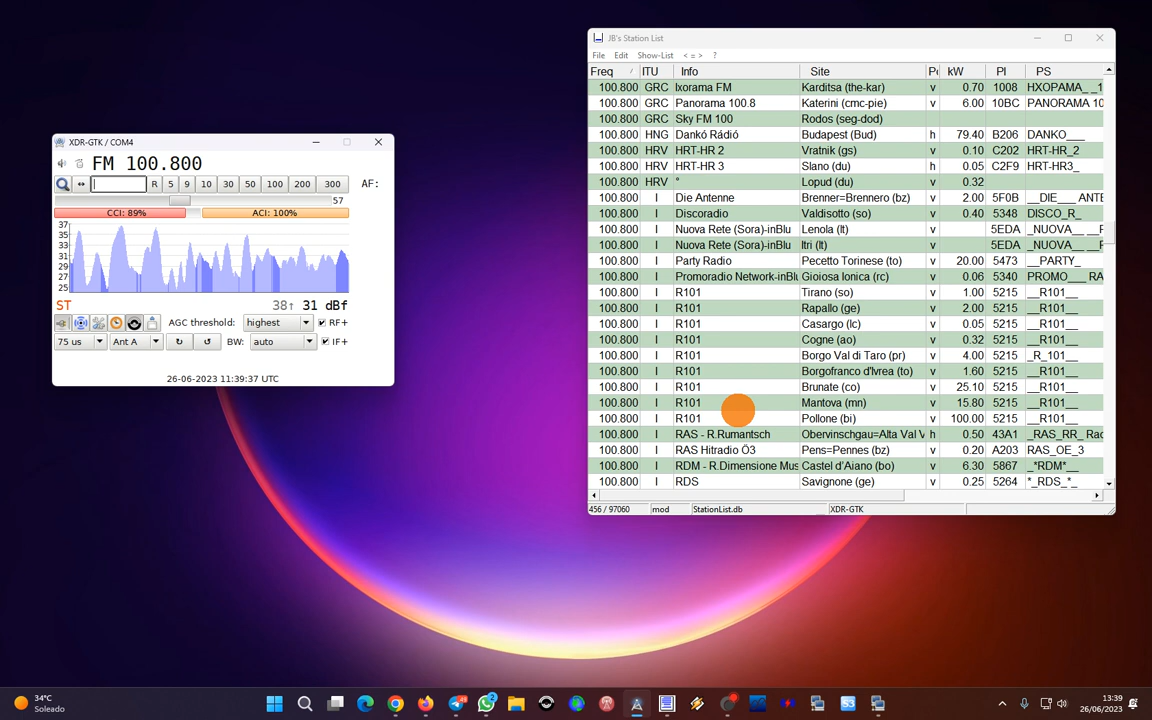 JB's Station List
File Edit Show-List < = > ?
Freq / ITU Info Site kW PI PS
100.800 GRC Ixorama FM Karditsa (the-kar) v 0.70 1008 HXOPAMA_ _1
100.800 GRC Panorama 100.8 Katerini (cmc-pie) v 6.00 10BC PANORAMA 10
100.800 GRC Sky FM 100 Rodos (seg-dod)
100.800 HNG Dankó Rádió Budapest (Bud) h 79.40 B206 DANKO___
100.800 HRV HRT-HR 2 Vratnik (gs) v 0.10 C202 HRT-HR_2
100.800 HRV HRT-HR 3 Slano (du) h 0.05 C2F9 HRT-HR3_
100.800 HRV ° Lopud (du) v 0.32
100.800 I Die Antenne Brenner=Brennero (bz) v 2.00 5F0B __DIE___ ANTE
100.800 I Discoradio Valdisotto (so) v 0.40 5348 DISCO_R_
100.800 I Nuova Rete (Sora)-inBlu Lenola (lt) v 5EDA _NUOVA__ __F
100.800 I Nuova Rete (Sora)-inBlu Itri (lt) v 5EDA _NUOVA__ __F
100.800 I Party Radio Pecetto Torinese (to) v 20.00 5473 __PARTY_
100.800 I Promoradio Network-inBlu Gioiosa Ionica (rc) v 0.06 5340 PROMO___ RA
100.800 I R101 Tirano (so) v 1.00 5215 __R101__
100.800 I R101 Rapallo (ge) v 2.00 5215 __R101__
100.800 I R101 Casargo (lc) v 0.05 5215 __R101__
100.800 I R101 Cogne (ao) v 0.32 5215 __R101__
100.800 I R101 Borgo Val di Taro (pr) v 4.00 5215 _R_101__
100.800 I R101 Borgofranco d'Ivrea (to) v 1.60 5215 __R101__
100.800 I R101 Brunate (co) v 25.10 5215 __R101__
100.800 I R101 Mantova (mn) v 15.80 5215 __R101__
100.800 I R101 Pollone (bi) v 100.00 5215 __R101__
100.800 I RAS - R.Rumantsch Obervinschgau=Alta Val V h 0.50 43A1 _RAS_RR_ Rac
100.800 I RAS Hitradio Ö3 Pens=Pennes (bz) v 0.20 A203 RAS_OE_3
100.800 I RDM - R.Dimensione Mus Castel d'Aiano (bo) v 6.30 5867 _*RDM*__
100.800 I RDS Savignone (ge) v 0.25 5264 *_RDS_*_
456 / 97060 mod StationList.db XDR-GTK
XDR-GTK / COM4
FM 100.800
R 5 9 10 30 50 100 200 300 AF:
57
CCI: 89% ACI: 100%
37
35
33
31
29
27
25
ST 38↑ 31 dBf
AGC threshold: highest RF+
75 us Ant A BW: auto IF+
26-06-2023 11:39:37 UTC
34°C
Soleado
13:39
26/06/2023